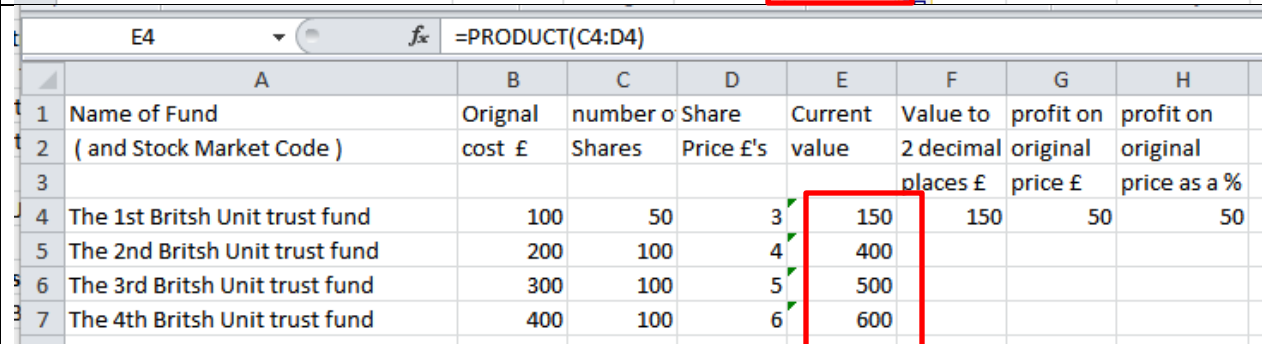 E4 fx =PRODUCT(C4:D4)
A B C D E F G H
1 Name of Fund Orignal number o Share Current Value to profit on profit on
2 ( and Stock Market Code ) cost £ Shares Price £'s value 2 decimal original original
3 places £ price £ price as a %
4 The 1st Britsh Unit trust fund 100 50 3 150 150 50 50
5 The 2nd Britsh Unit trust fund 200 100 4 400
6 The 3rd Britsh Unit trust fund 300 100 5 500
7 The 4th Britsh Unit trust fund 400 100 6 600